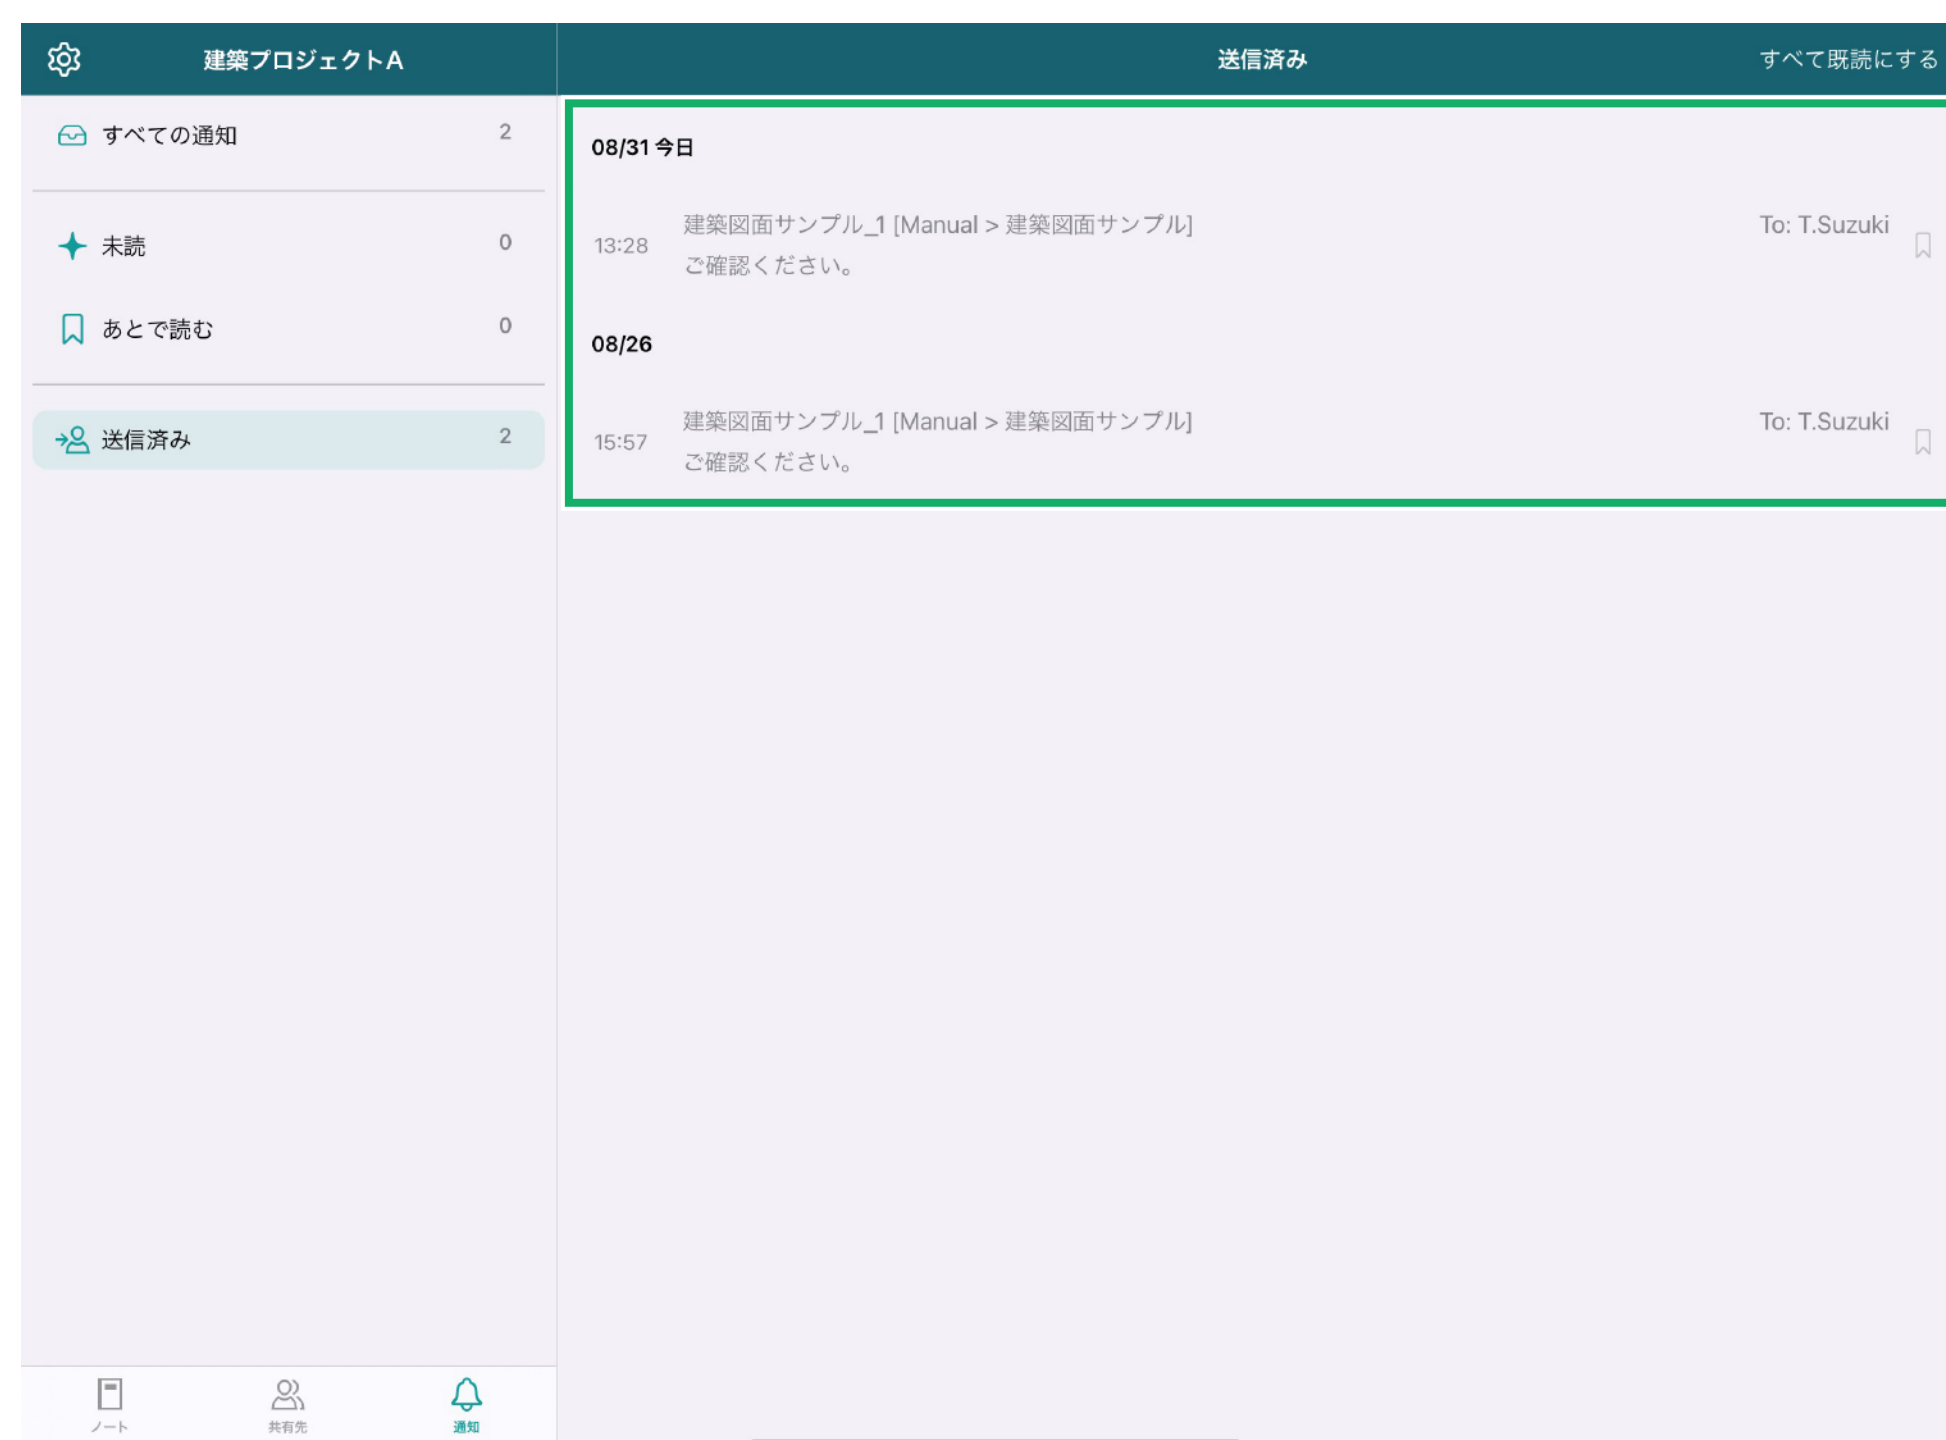 建築プロジェクトA
すべての通知 2
未読 0
あとで読む 0
送信済み 2
ノート
共有先
通知
送信済み
すべて既読にする
08/31 今日
建築図面サンプル_1 [Manual > 建築図面サンプル] To: T.Suzuki
13:28
ご確認ください。
08/26
建築図面サンプル_1 [Manual > 建築図面サンプル] To: T.Suzuki
15:57
ご確認ください。